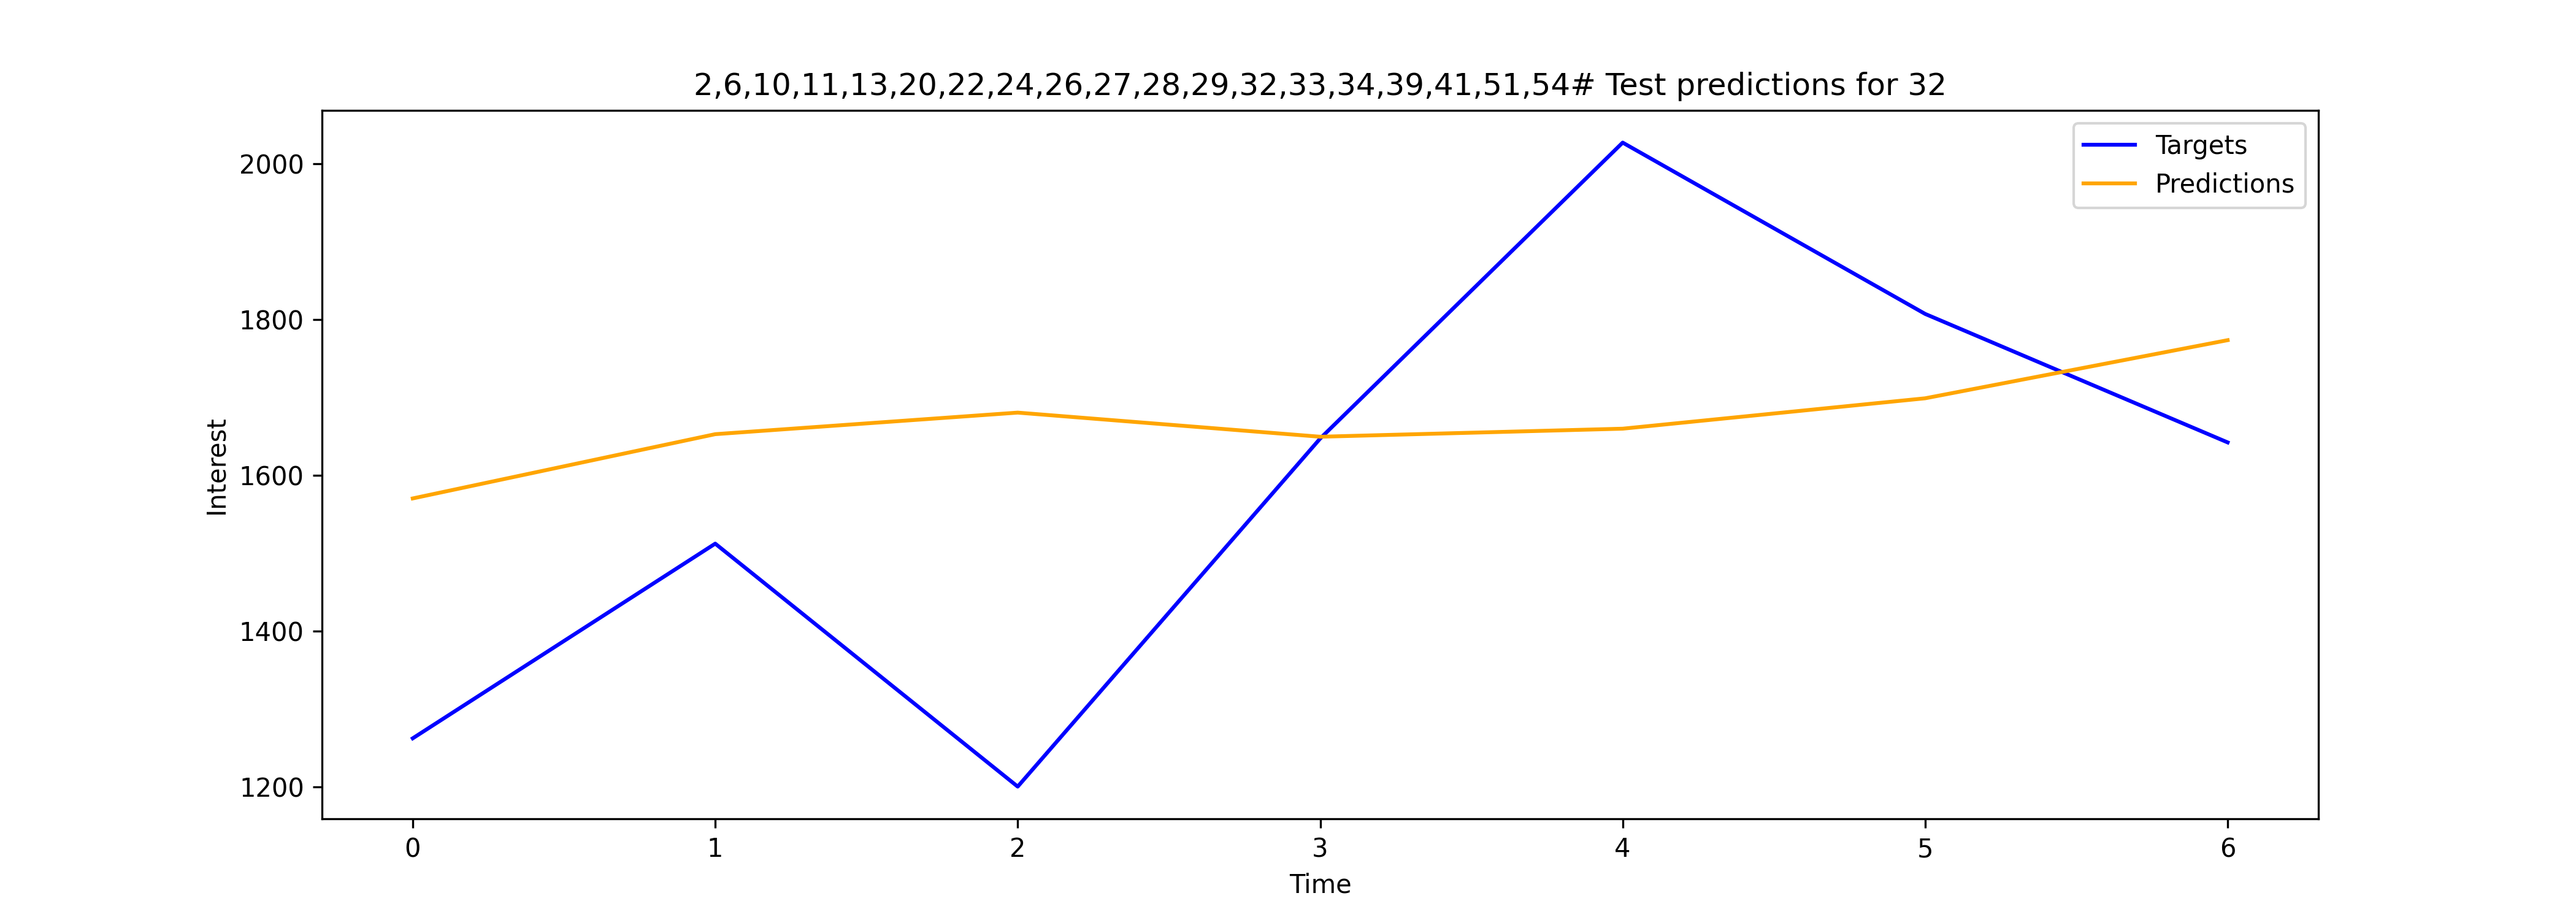 2,6,10,11,13,20,22,24,26,27,28,29,32,33,34,39,41,51,54# Test predictions for 32
Targets
Predictions
2000
1800
1600
1400
1200
Interest
0 1 2 3 4 5 6
Time